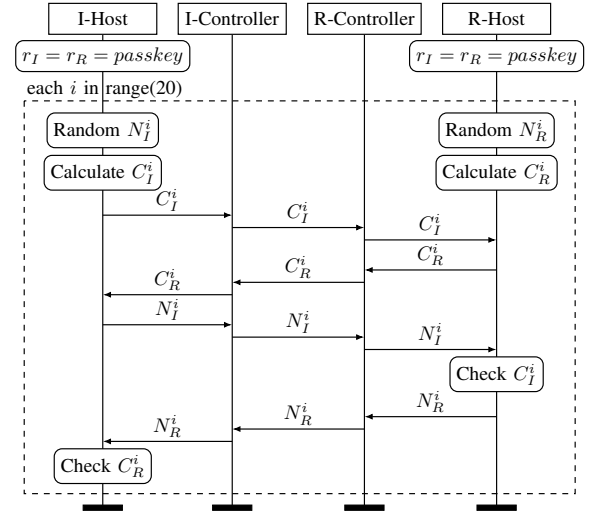 I-Host I-Controller R-Controller R-Host
r_I = r_R = passkey r_I = r_R = passkey
each i in range(20)
Random N_I^i Random N_R^i
Calculate C_I^i Calculate C_R^i
C_I^i
C_I^i
C_I^i
C_R^i
C_R^i
C_R^i
N_I^i
N_I^i
N_I^i
Check C_I^i
N_R^i
N_R^i
N_R^i
Check C_R^i